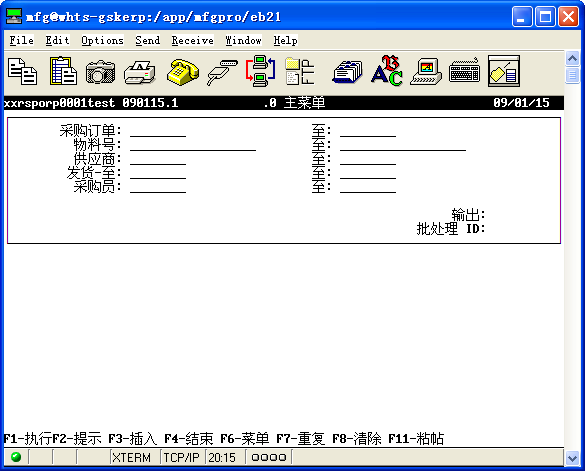 mfg@whts-gskerp:/app/mfgpro/eb21
File Edit Options Send Receive Window Help
xxrsporp0001test 090115.1 .0 主菜单 09/01/15
采购订单: ________ 至: ________
物料号: __________________ 至: __________________
供应商: ________ 至: ________
发货-至: ________ 至: ________
采购员: ________ 至: ________
输出:
批处理 ID:
F1-执行F2-提示 F3-插入 F4-结束 F6-菜单 F7-重复 F8-清除 F11-粘帖
XTERM TCP/IP 20:15